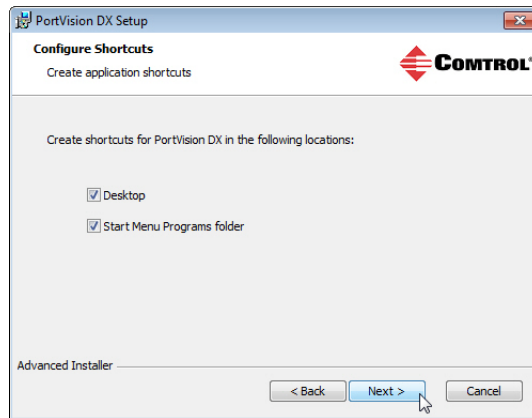 PortVision DX Setup
Configure Shortcuts
Create application shortcuts
COMTROL®
Create shortcuts for PortVision DX in the following locations:
Desktop
Start Menu Programs folder
Advanced Installer
< Back Next > Cancel